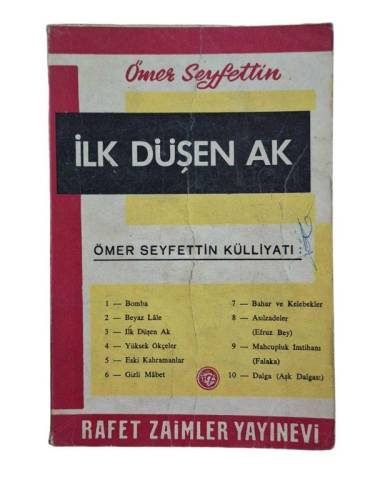 Ömer Seyfettin
İLK DÜŞEN AK
ÖMER SEYFETTİN KÜLLİYATI :
1 — Bomba
2 — Beyaz Lâle
3 — İlk Düşen Ak
4 — Yüksek Ökçeler
5 — Eski Kahramanlar
6 — Gizli Mâbet
7 — Bahar ve Kelebekler
8 — Asılzadeler
(Efruz Bey)
9 — Mahcupluk İmtihanı
(Falaka)
10 — Dalga (Aşk Dalgası)
RAFET ZAİMLER YAYINEVİ